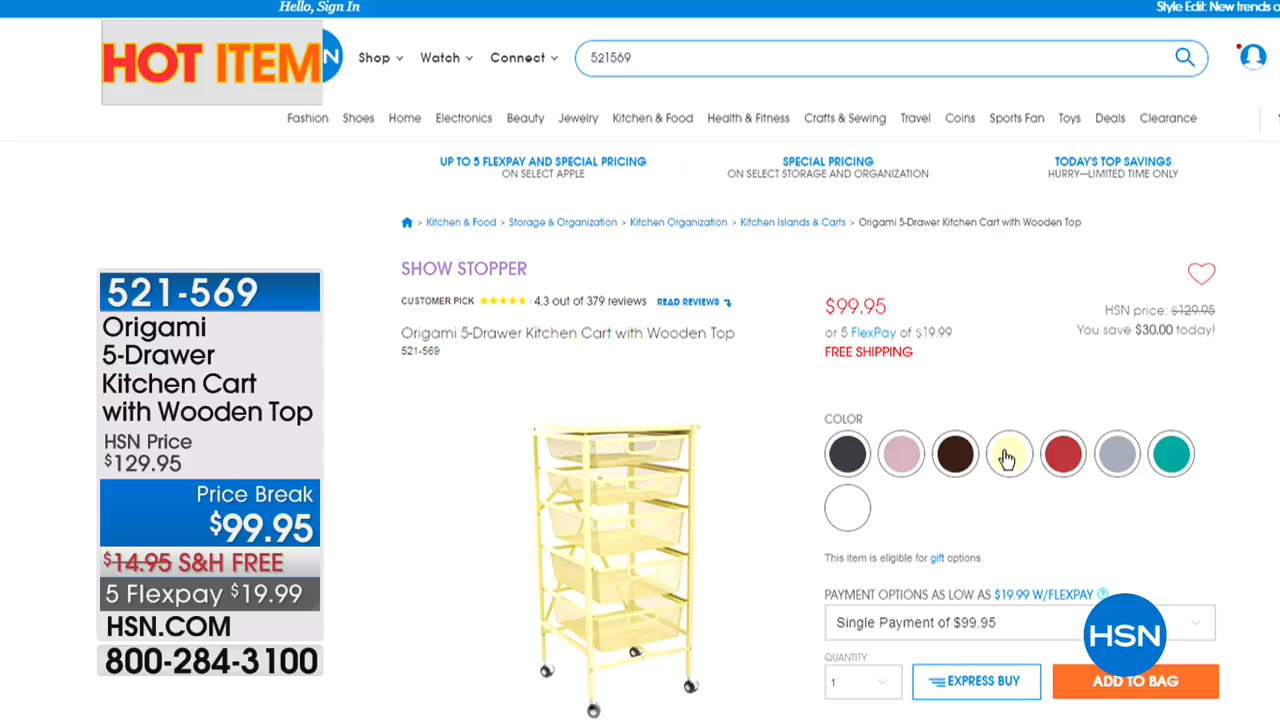 Hello, Sign In
Style Edit: New trends a
HOT ITEM
N
Shop
Watch
Connect
521569
Fashion
Shoes
Home
Electronics
Beauty
Jewelry
Kitchen & Food
Health & Fitness
Crafts & Sewing
Travel
Coins
Sports Fan
Toys
Deals
Clearance
UP TO 5 FLEXPAY AND SPECIAL PRICING
ON SELECT APPLE
SPECIAL PRICING
ON SELECT STORAGE AND ORGANIZATION
TODAY'S TOP SAVINGS
HURRY—LIMITED TIME ONLY
> Kitchen & Food > Storage & Organization > Kitchen Organization > Kitchen Islands & Carts > Origami 5-Drawer Kitchen Cart with Wooden Top
521-569
Origami
5-Drawer
Kitchen Cart
with Wooden Top
HSN Price
$129.95
Price Break
$99.95
$14.95 S&H FREE
5 Flexpay $19.99
HSN.COM
800-284-3100
SHOW STOPPER
CUSTOMER PICK
4.3 out of 379 reviews
READ REVIEWS
Origami 5-Drawer Kitchen Cart with Wooden Top
521-569
$99.95
or 5 FlexPay of $19.99
FREE SHIPPING
HSN price: $129.95
You save $30.00 today!
COLOR
This item is eligible for gift options.
PAYMENT OPTIONS AS LOW AS $19.99 W/FLEXPAY ?
Single Payment of $99.95
HSN
QUANTITY
1
EXPRESS BUY
ADD TO BAG